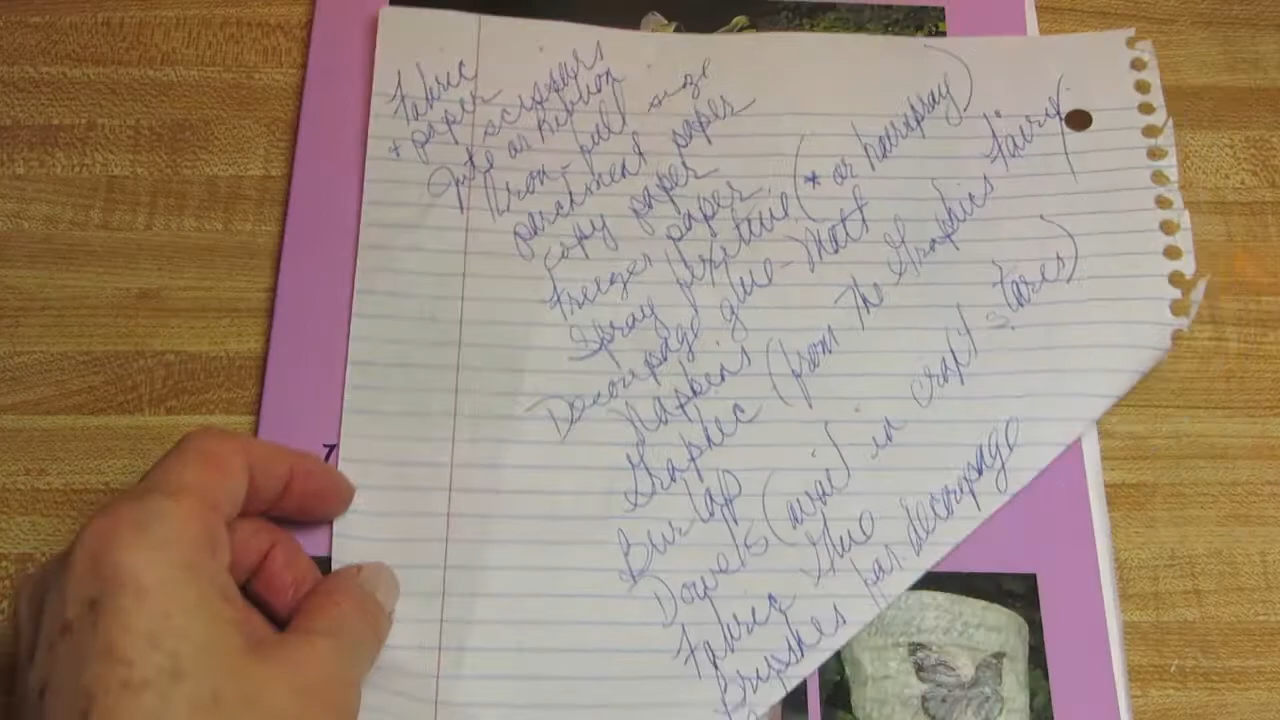 Fabric
+ paper scissors
Jute or Ribbon
Iron-full size
parchment paper
copy paper
freezer paper
Spray fixative (* or hairspray)
Decoupage glue-Matt
Napkins
Graphic (from The Graphics Fairy)
Burlap
Dowels (avail in craft stores)
Fabric Glue
Brushes for decoupage
7